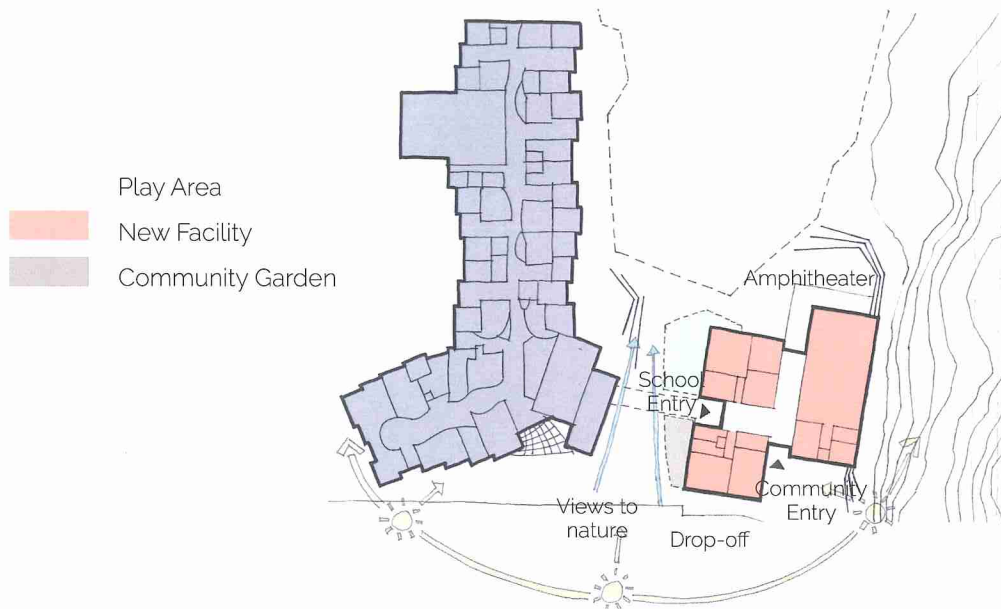 Play Area
New Facility
Community Garden
Amphitheater
School
Entry
Community
Entry
Views to
nature
Drop-off